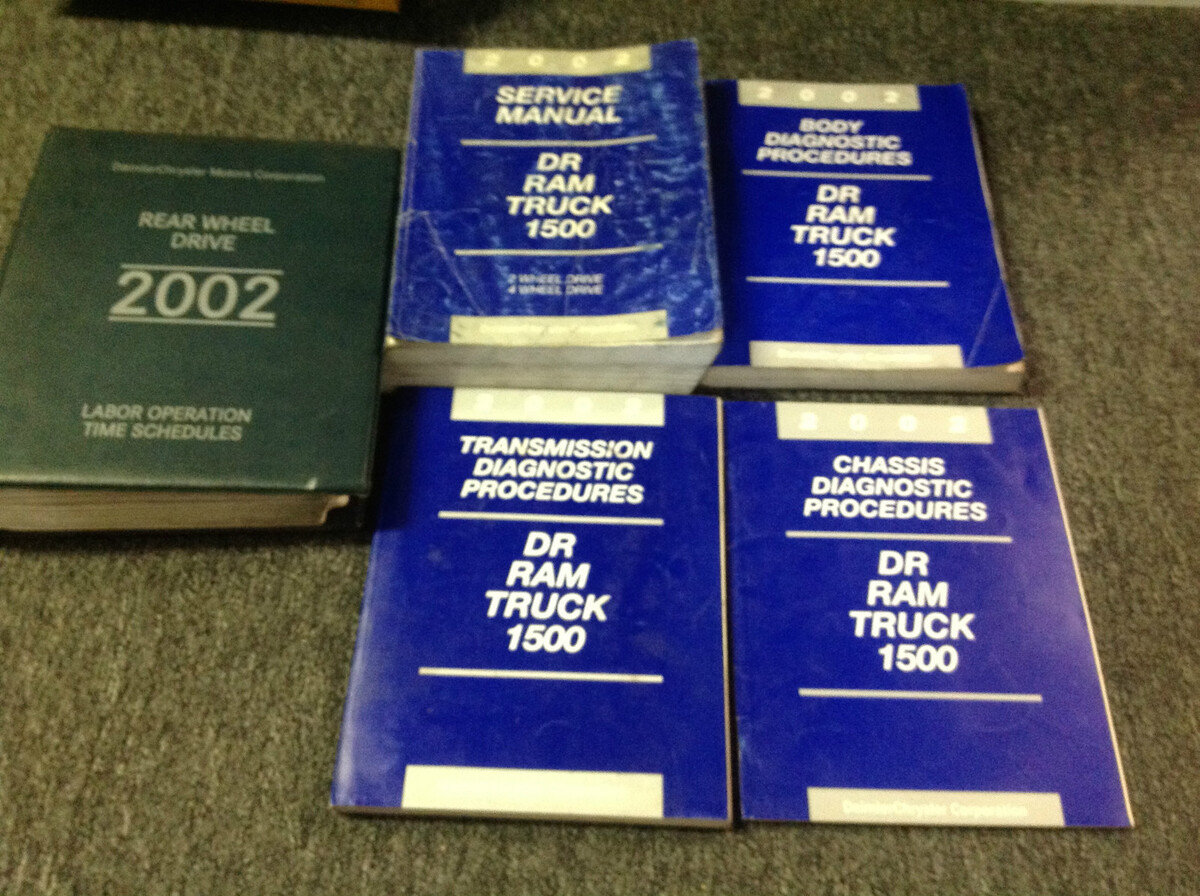 DaimlerChrysler Motors Corporation
REAR WHEEL
DRIVE
2002
LABOR OPERATION
TIME SCHEDULES
2002
SERVICE
MANUAL
DR
RAM
TRUCK
1500
2 WHEEL DRIVE
4 WHEEL DRIVE
2002
BODY
DIAGNOSTIC
PROCEDURES
DR
RAM
TRUCK
1500
2002
TRANSMISSION
DIAGNOSTIC
PROCEDURES
DR
RAM
TRUCK
1500
2002
CHASSIS
DIAGNOSTIC
PROCEDURES
DR
RAM
TRUCK
1500
DaimlerChrysler Corporation